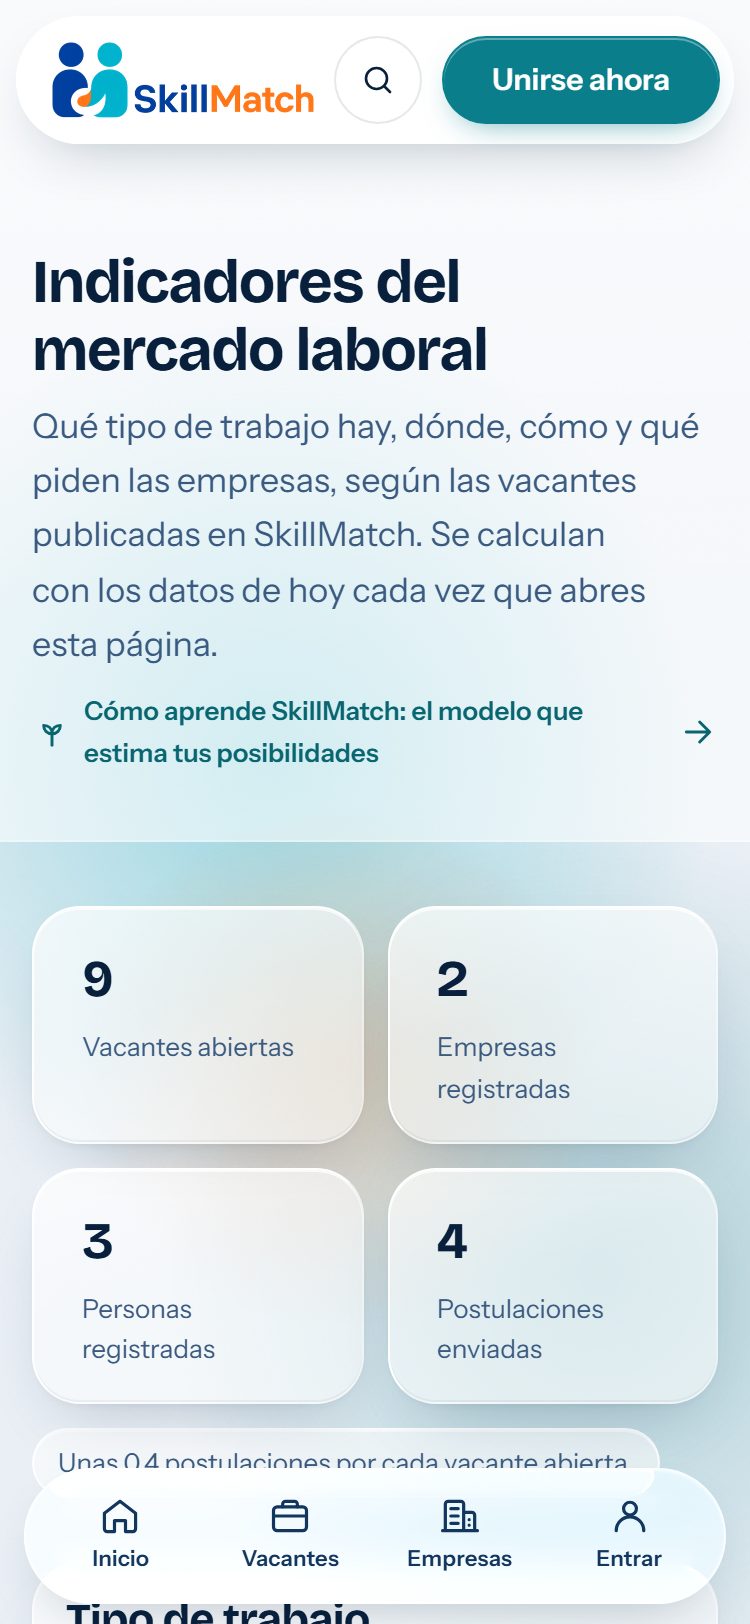 SkillMatch
Unirse ahora
Indicadores del
mercado laboral
Qué tipo de trabajo hay, dónde, cómo y qué
piden las empresas, según las vacantes
publicadas en SkillMatch. Se calculan
con los datos de hoy cada vez que abres
esta página.
Cómo aprende SkillMatch: el modelo que
estima tus posibilidades
9
Vacantes abiertas
2
Empresas
registradas
3
Personas
registradas
4
Postulaciones
enviadas
Unas 0,4 postulaciones por cada vacante abierta
Inicio
Vacantes
Empresas
Entrar
Tipo de trabajo